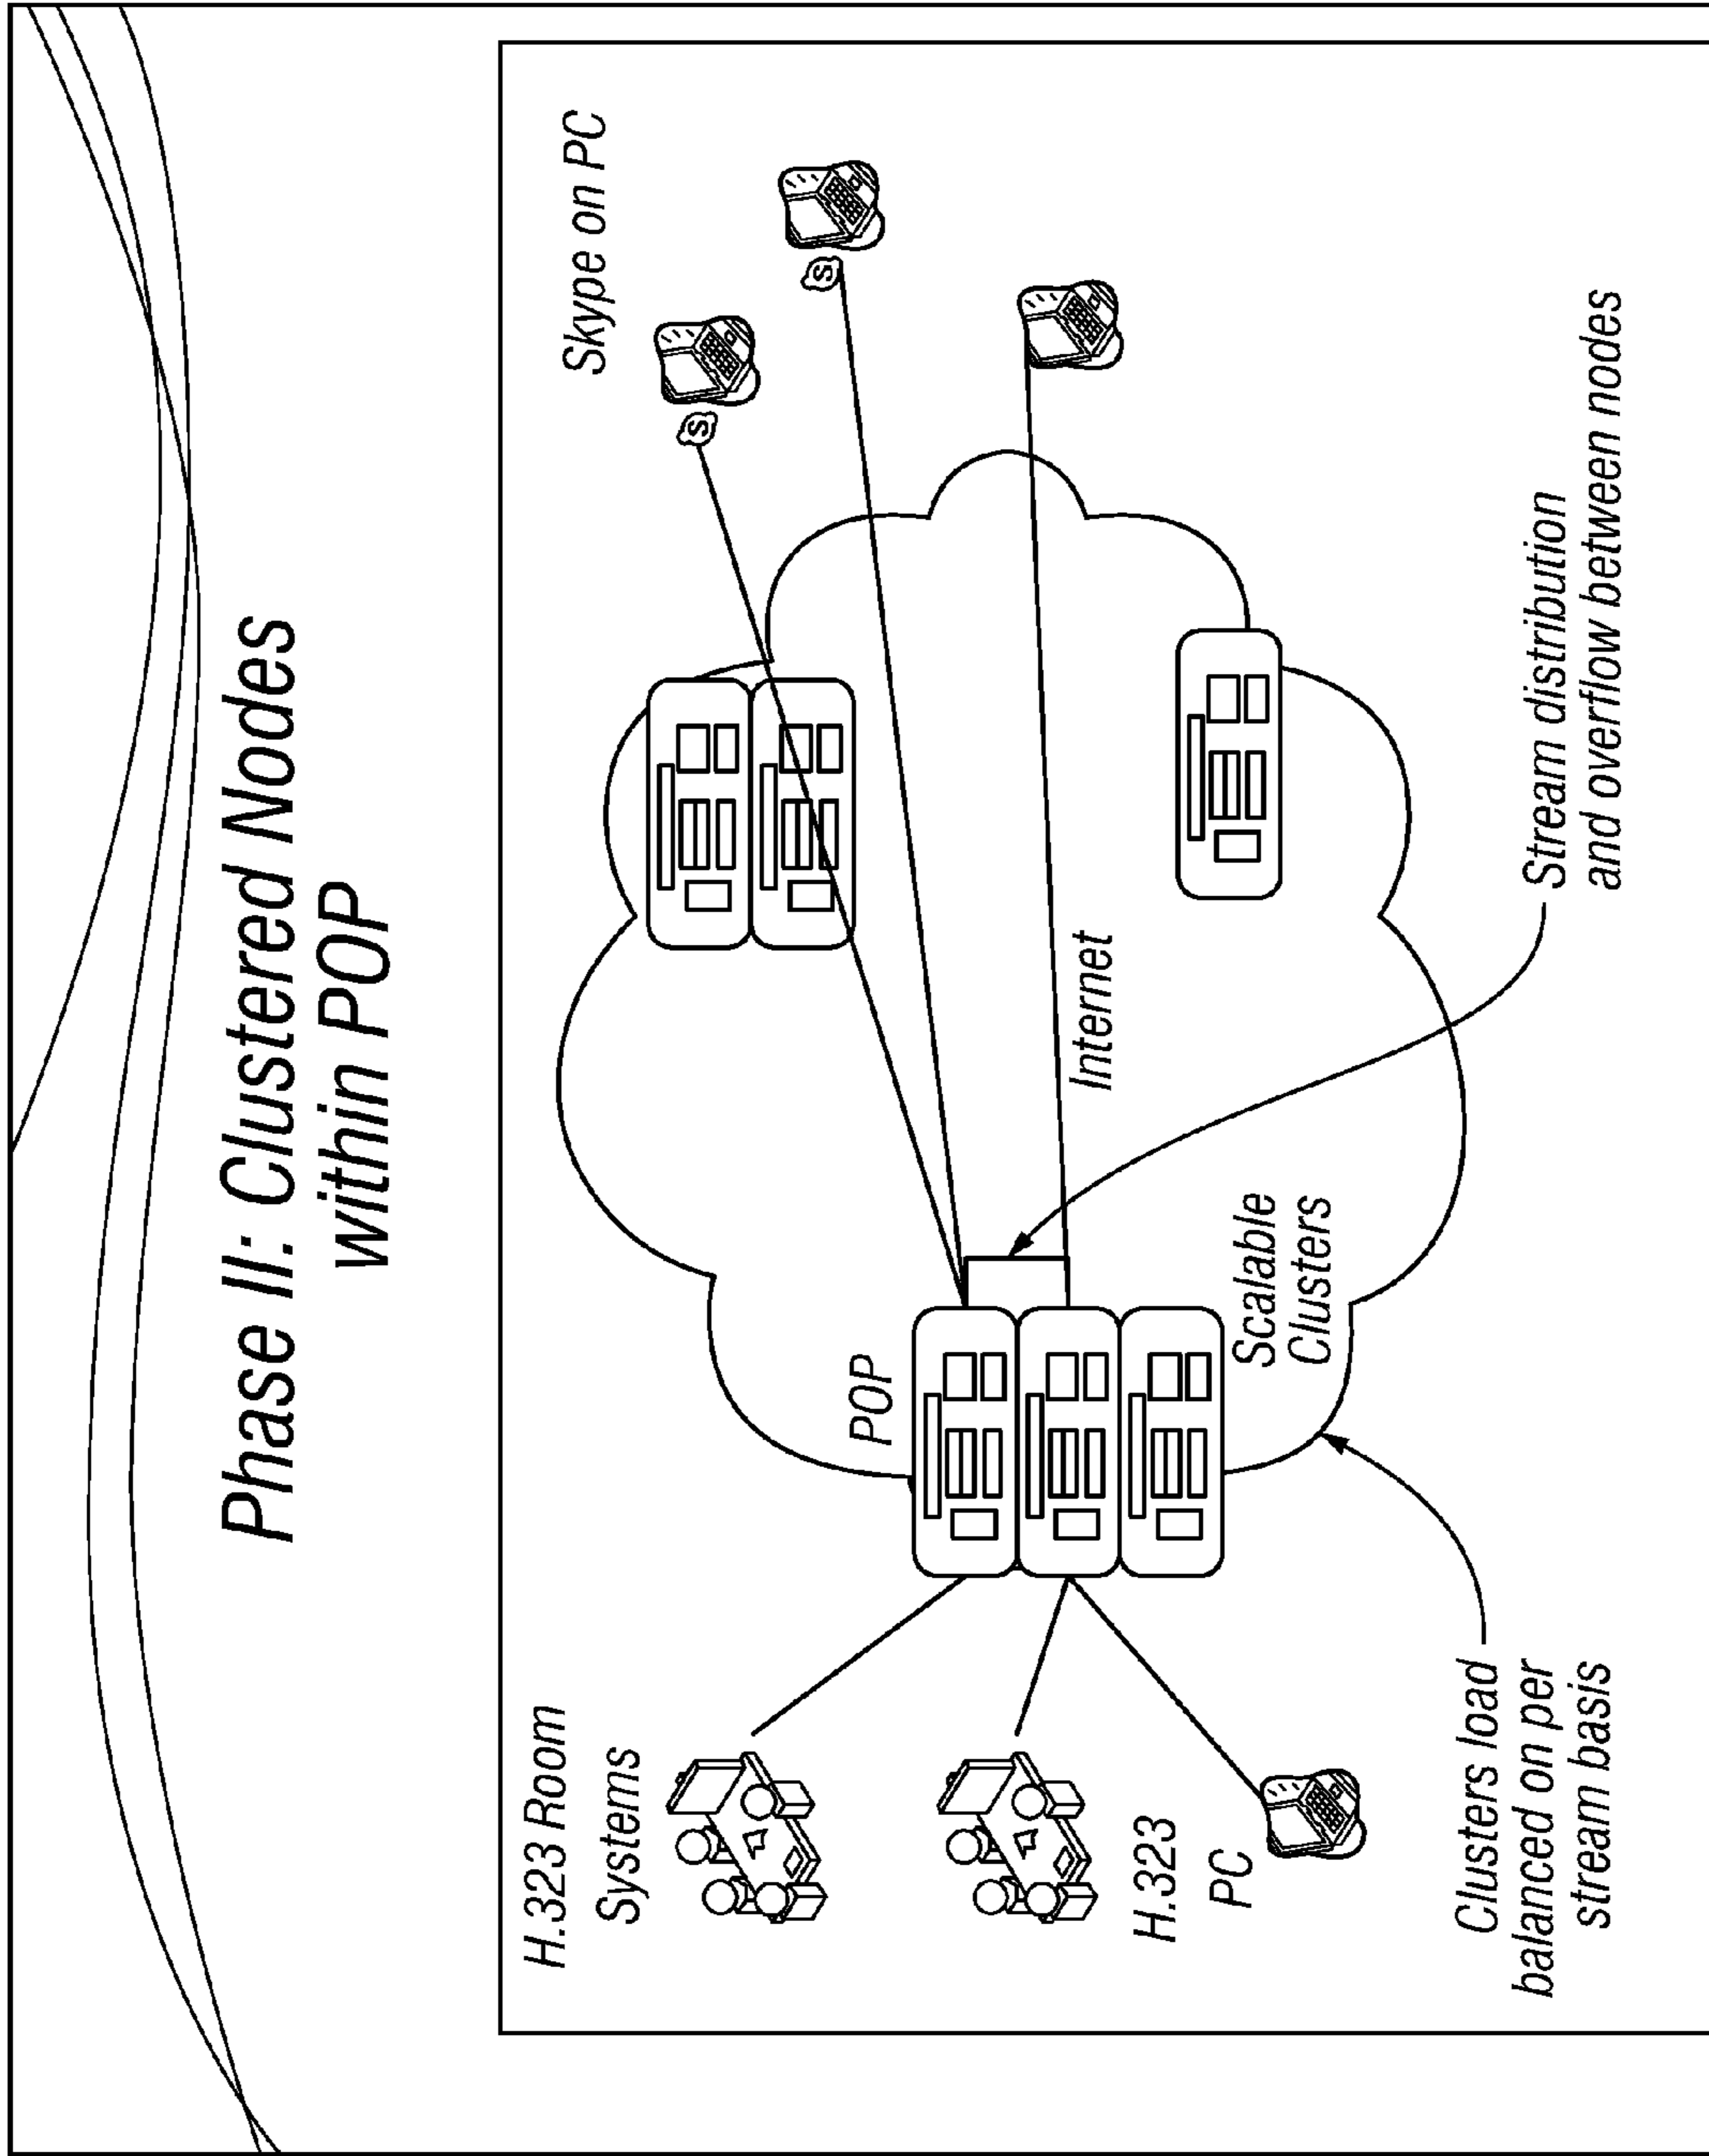 Phase II: Clustered Nodes
within POP
H.323 Room
Systems
Skype on PC
S
S
POP
Internet
H.323
PC
Scalable
Clusters
Clusters load
balanced on per
stream basis
Stream distribution
and overflow between nodes